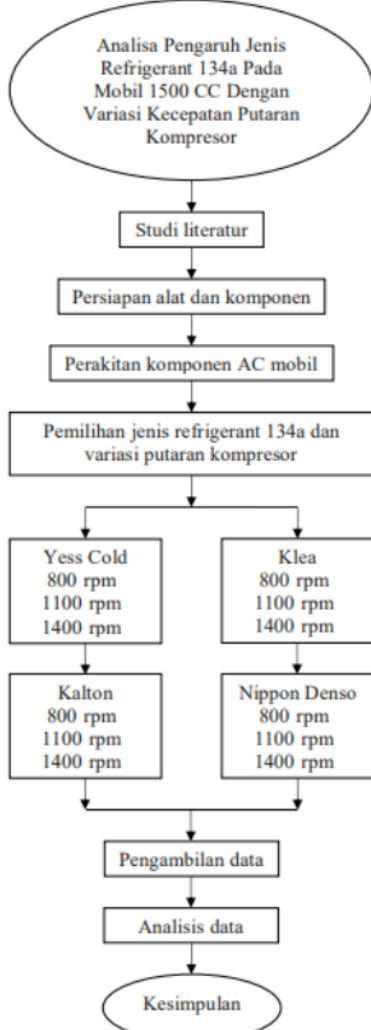 Analisa Pengaruh Jenis
Refrigerant 134a Pada
Mobil 1500 CC Dengan
Variasi Kecepatan Putaran
Kompresor
Studi literatur
Persiapan alat dan komponen
Perakitan komponen AC mobil
Pemilihan jenis refrigerant 134a dan
variasi putaran kompresor
Yess Cold
800 rpm
1100 rpm
1400 rpm
Klea
800 rpm
1100 rpm
1400 rpm
Kalton
800 rpm
1100 rpm
1400 rpm
Nippon Denso
800 rpm
1100 rpm
1400 rpm
Pengambilan data
Analisis data
Kesimpulan